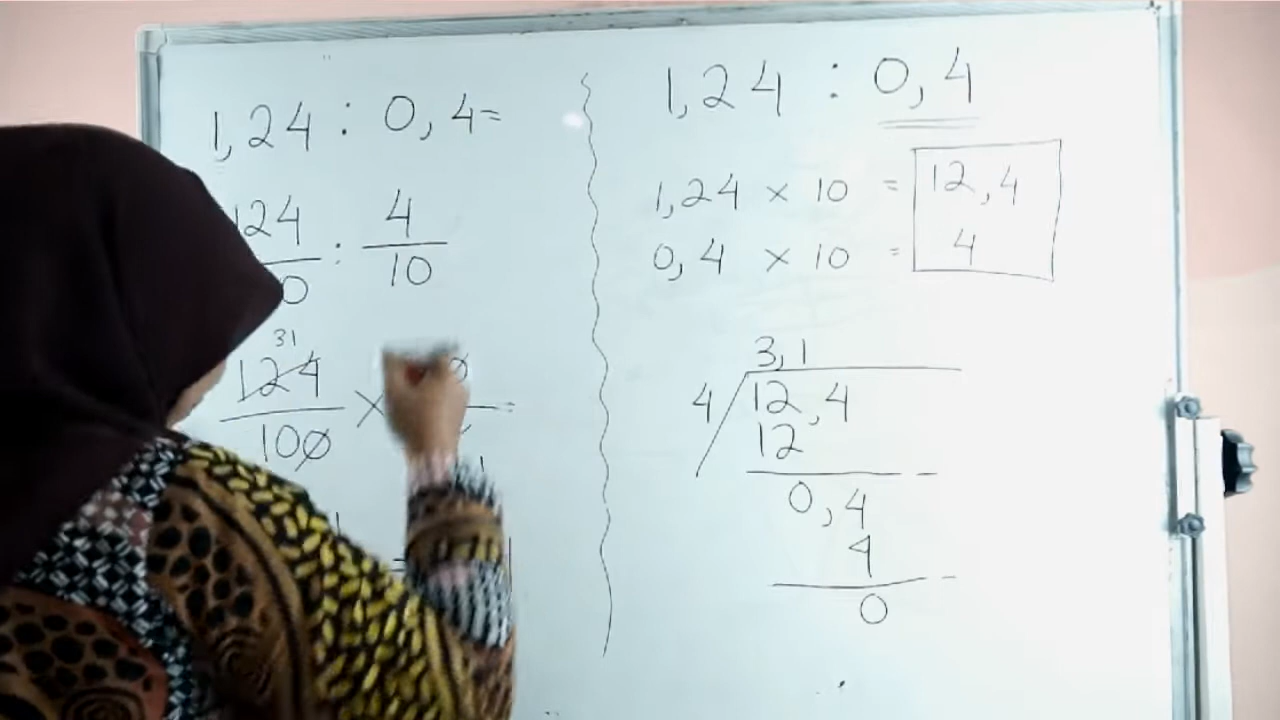 1,24 : 0,4=
124 : 4
10
31
124 ×
100
1,24 : 0,4
1,24 × 10 = 12,4
0,4 × 10 = 4
3,1
4 12,4
12
0,4
4
0